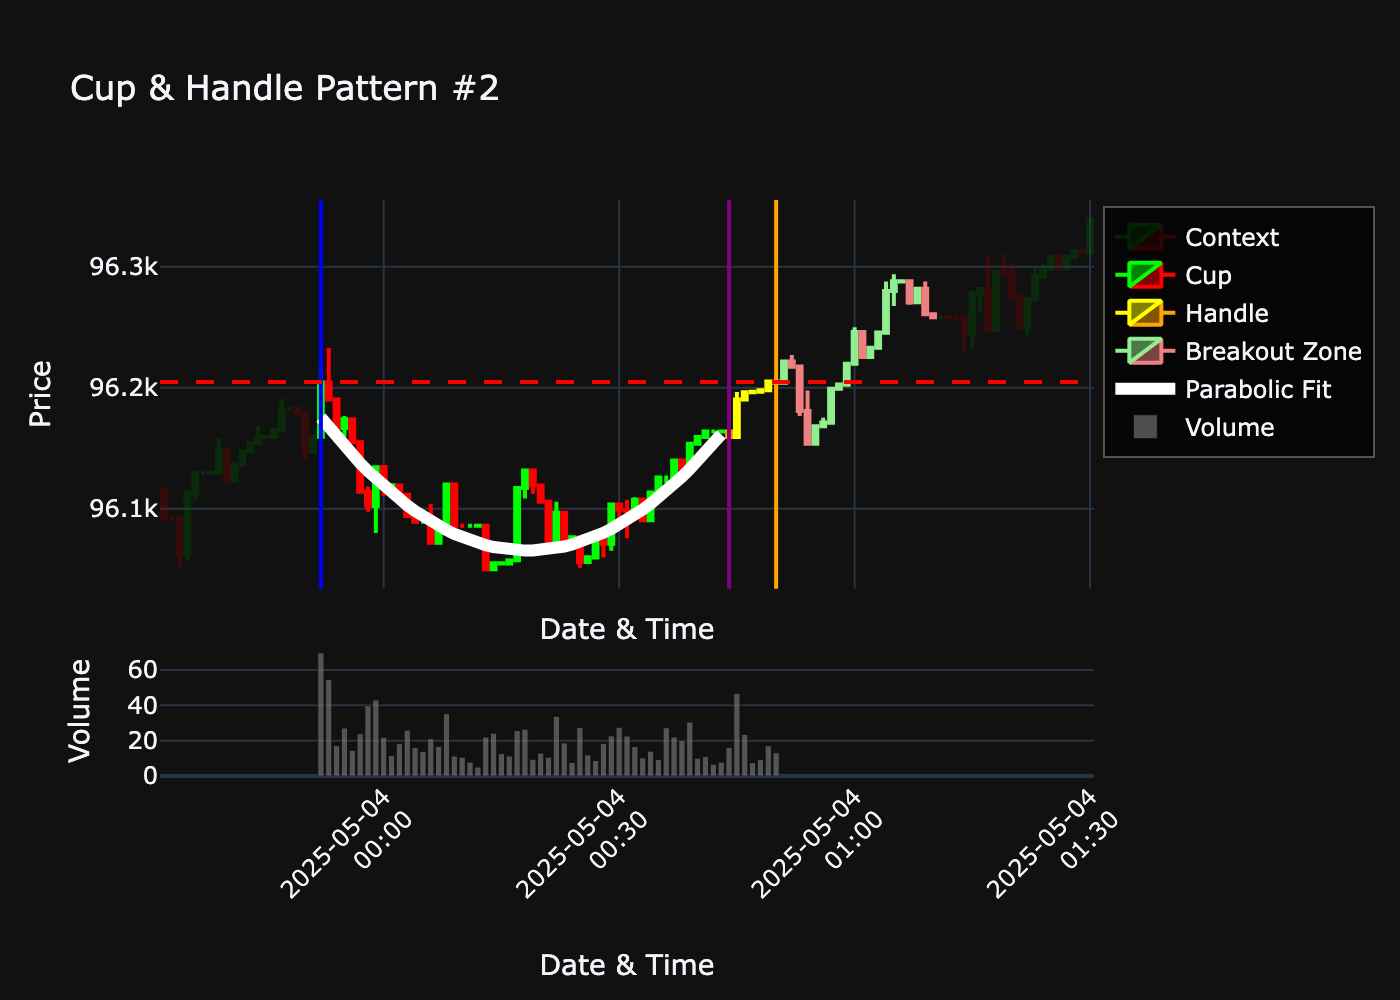 Cup & Handle Pattern #2
Context
Cup
Handle
Breakout Zone
Parabolic Fit
Volume
Price
96.3k
96.2k
96.1k
Date & Time
Volume
60
40
20
0
2025-05-04
00:00
2025-05-04
00:30
2025-05-04
01:00
2025-05-04
01:30
Date & Time